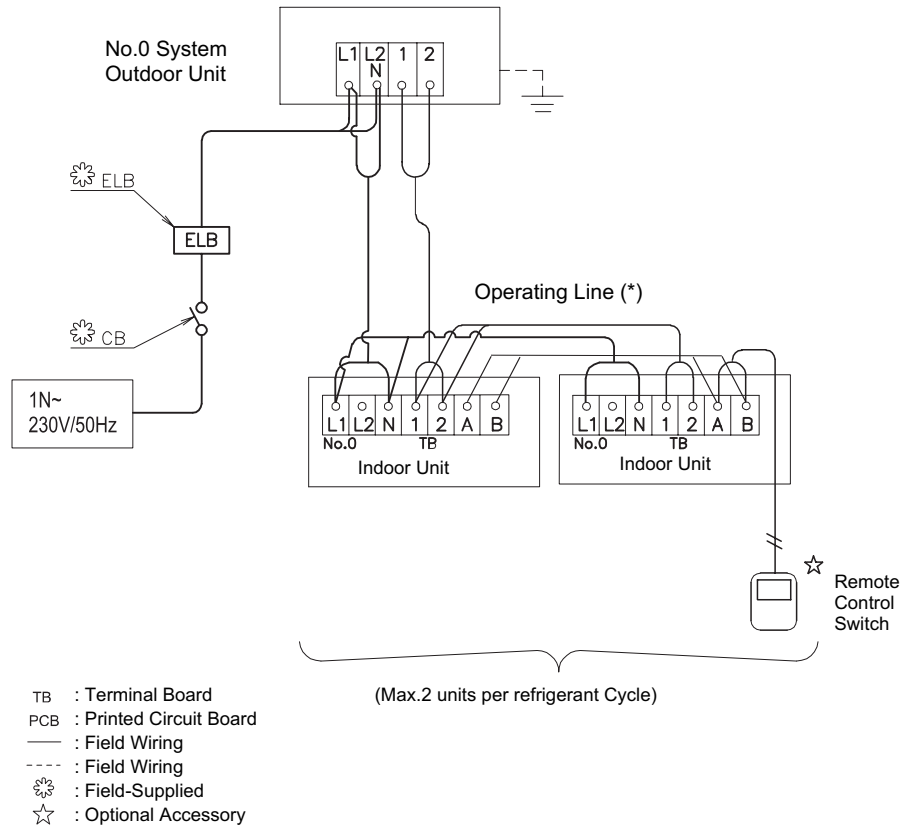 No.0 System
Outdoor Unit
L1 L2 1 2
N
ELB
ELB
CB
1N~
230V/50Hz
Operating Line (*)
L1 L2 N 1 2 A B
No.0 TB
Indoor Unit
L1 L2 N 1 2 A B
No.0 TB
Indoor Unit
Remote
Control
Switch
(Max.2 units per refrigerant Cycle)
TB : Terminal Board
PCB : Printed Circuit Board
: Field Wiring
: Field Wiring
: Field-Supplied
: Optional Accessory